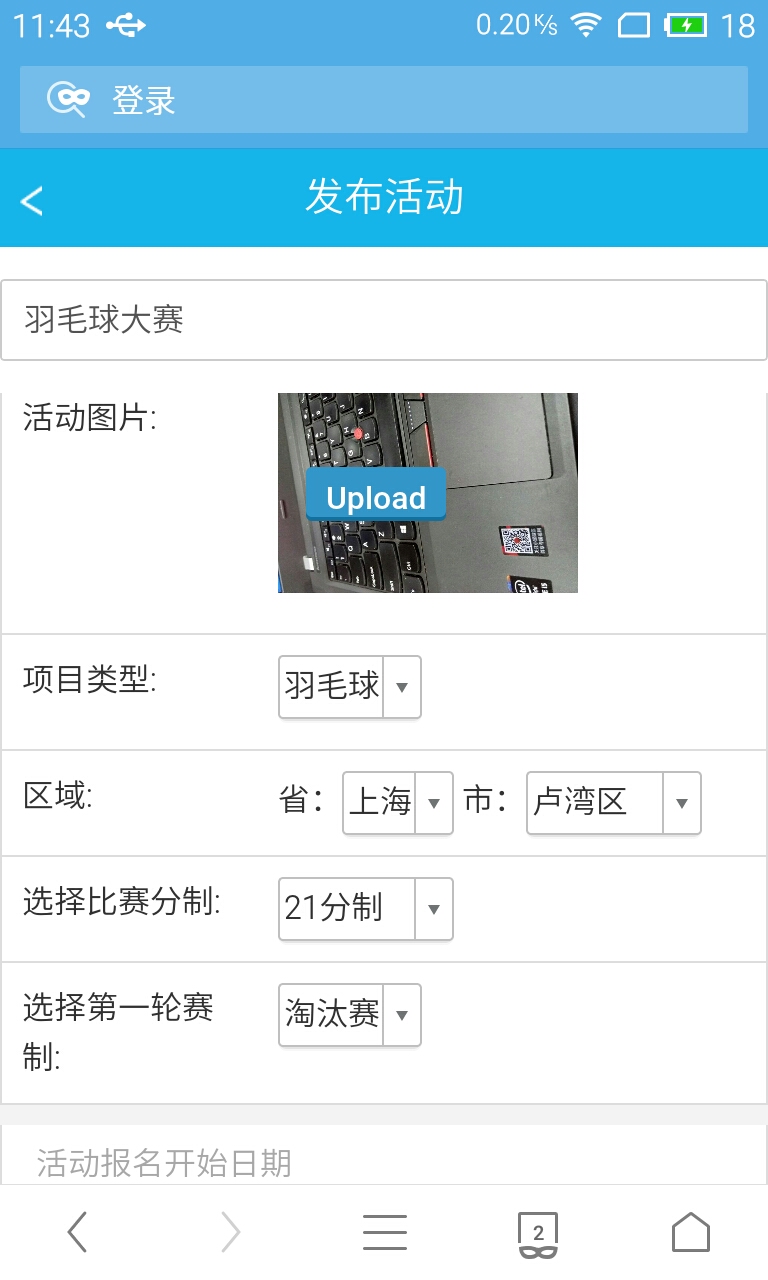 11:43 0.20 K/s 18
登录
发布活动
羽毛球大赛
活动图片:
Upload
项目类型: 羽毛球
区域: 省： 上海 市： 卢湾区
选择比赛分制: 21分制
选择第一轮赛制: 淘汰赛
活动报名开始日期
2